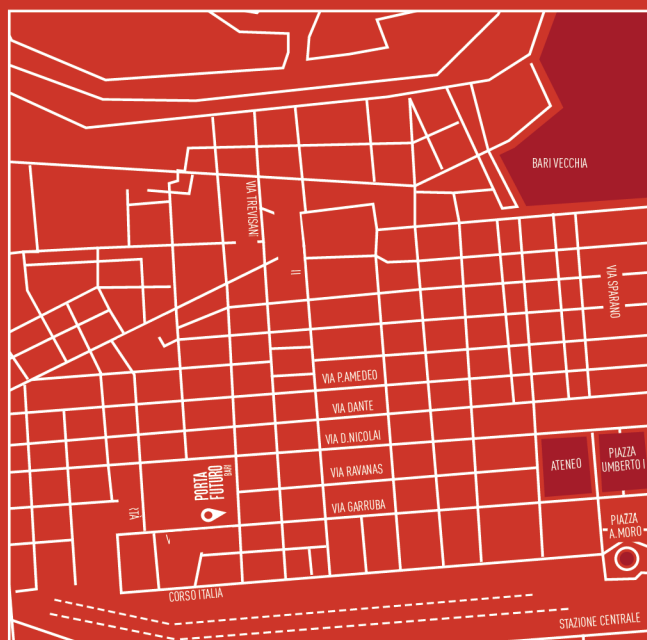 BARI VECCHIA
VIA TREVISANI
VIA SPARANO
VIA P.AMEDEO
VIA DANTE
VIA D.NICOLAI
VIA RAVANAS
VIA GARRUBA
ATENEO
PIAZZA
UMBERTO I
PORTA
FUTURO
BARI
PIAZZA
A.MORO
CORSO ITALIA
STAZIONE CENTRALE